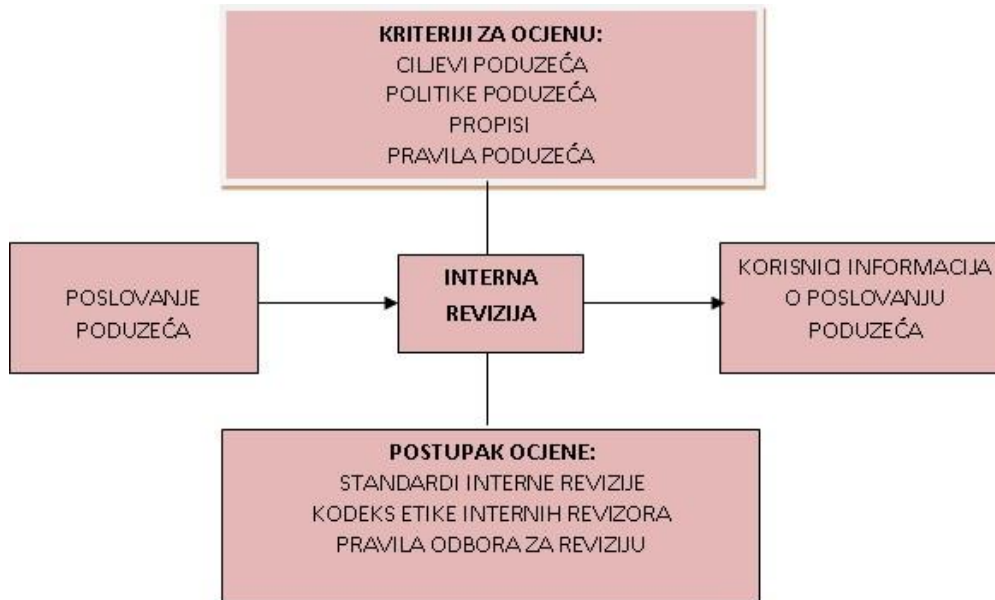 KRITERIJI ZA OCJENU:
CILJEVI PODUZEĆA
POLITIKE PODUZEĆA
PROPISI
PRAVILA PODUZEĆA
POSLOVANJE
PODUZEĆA
INTERNA
REVIZIJA
KORISNICI INFORMACIJA
O POSLOVANJU
PODUZEĆA
POSTUPAK OCJENE:
STANDARDI INTERNE REVIZIJE
KODEKS ETIKE INTERNIH REVIZORA
PRAVILA ODBORA ZA REVIZIJU